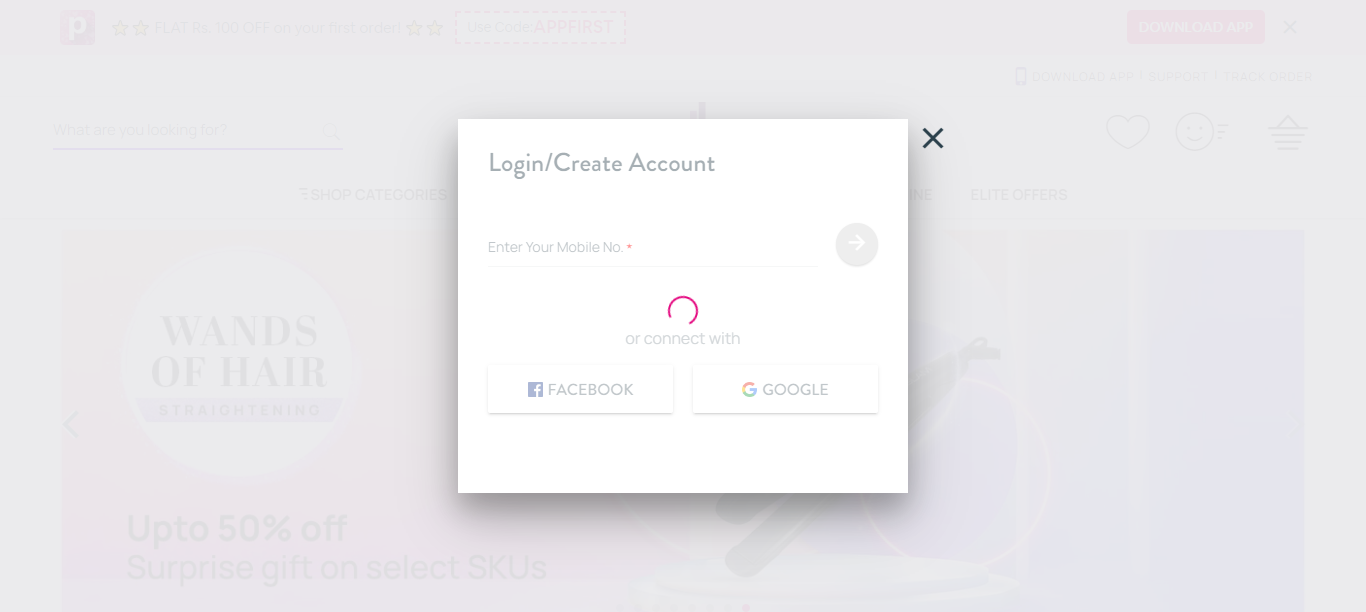 p
FLAT Rs. 100 OFF on your first order!
Use Code:APPFIRST
DOWNLOAD APP
DOWNLOAD APP | SUPPORT | TRACK ORDER
What are you looking for?
SHOP CATEGORIES
ELITE OFFERS
Login/Create Account
Enter Your Mobile No. *
or connect with
FACEBOOK
GOOGLE
WANDS
OF HAIR
STRAIGHTENING
Upto 50% off
Surprise gift on select SKUs